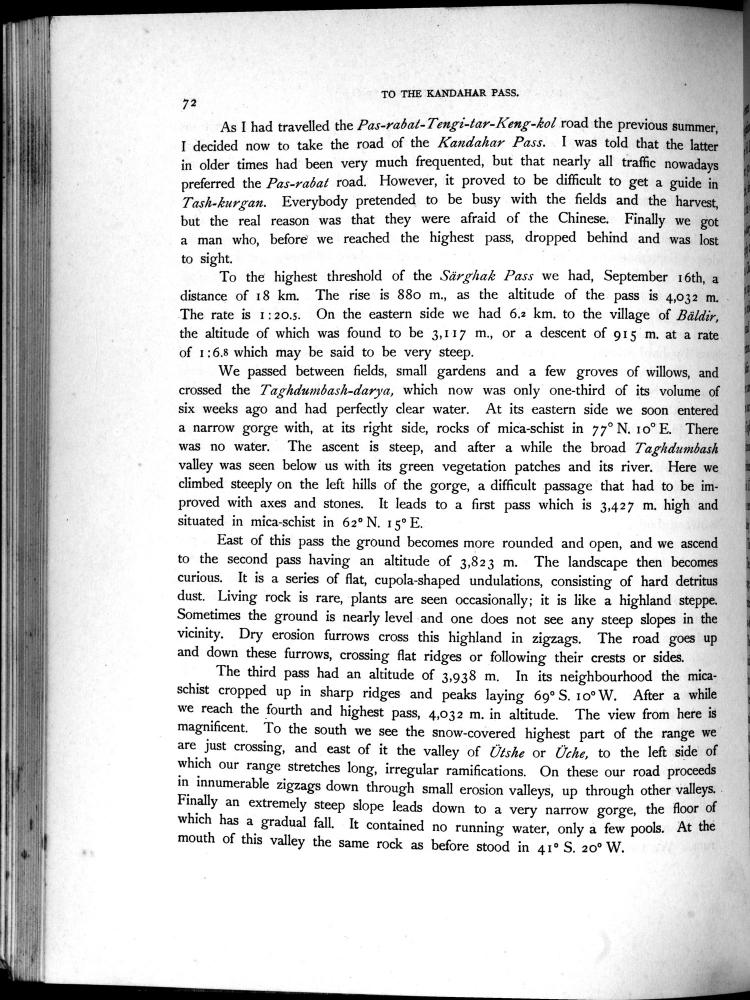 72
TO THE KANDAHAR PASS.
As I had travelled the Pas-rabat-Tengi-tar-Keng-kol road the previous summer,
I decided now to take the road of the Kandahar Pass. I was told that the latter
in older times had been very much frequented, but that nearly all traffic nowadays
preferred the Pas-rabat road. However, it proved to be difficult to get a guide in
Tash-kurgan. Everybody pretended to be busy with the fields and the harvest,
but the real reason was that they were afraid of the Chinese. Finally we got
a man who, before we reached the highest pass, dropped behind and was lost
to sight.
To the highest threshold of the Särghak Pass we had, September 16th, a
distance of 18 km. The rise is 880 m., as the altitude of the pass is 4,032 m.
The rate is 1:20.5. On the eastern side we had 6.2 km. to the village of Bäldir,
the altitude of which was found to be 3,117 m., or a descent of 915 m. at a rate
of 1:6.8 which may be said to be very steep.
We passed between fields, small gardens and a few groves of willows, and
crossed the Taghdumbash-darya, which now was only one-third of its volume of
six weeks ago and had perfectly clear water. At its eastern side we soon entered
a narrow gorge with, at its right side, rocks of mica-schist in 77° N. 10° E. There
was no water. The ascent is steep, and after a while the broad Taghdumbash
valley was seen below us with its green vegetation patches and its river. Here we
climbed steeply on the left hills of the gorge, a difficult passage that had to be im-
proved with axes and stones. It leads to a first pass which is 3,427 m. high and
situated in mica-schist in 62° N. 15° E.
East of this pass the ground becomes more rounded and open, and we ascend
to the second pass having an altitude of 3,823 m. The landscape then becomes
curious. It is a series of flat, cupola-shaped undulations, consisting of hard detritus
dust. Living rock is rare, plants are seen occasionally; it is like a highland steppe.
Sometimes the ground is nearly level and one does not see any steep slopes in the
vicinity. Dry erosion furrows cross this highland in zigzags. The road goes up
and down these furrows, crossing flat ridges or following their crests or sides.
The third pass had an altitude of 3,938 m. In its neighbourhood the mica-
schist cropped up in sharp ridges and peaks laying 69° S. 10° W. After a while
we reach the fourth and highest pass, 4,032 m. in altitude. The view from here is
magnificent. To the south we see the snow-covered highest part of the range we
are just crossing, and east of it the valley of Ütshe or Üche, to the left side of
which our range stretches long, irregular ramifications. On these our road proceeds
in innumerable zigzags down through small erosion valleys, up through other valleys.
Finally an extremely steep slope leads down to a very narrow gorge, the floor of
which has a gradual fall. It contained no running water, only a few pools. At the
mouth of this valley the same rock as before stood in 41° S. 20° W.